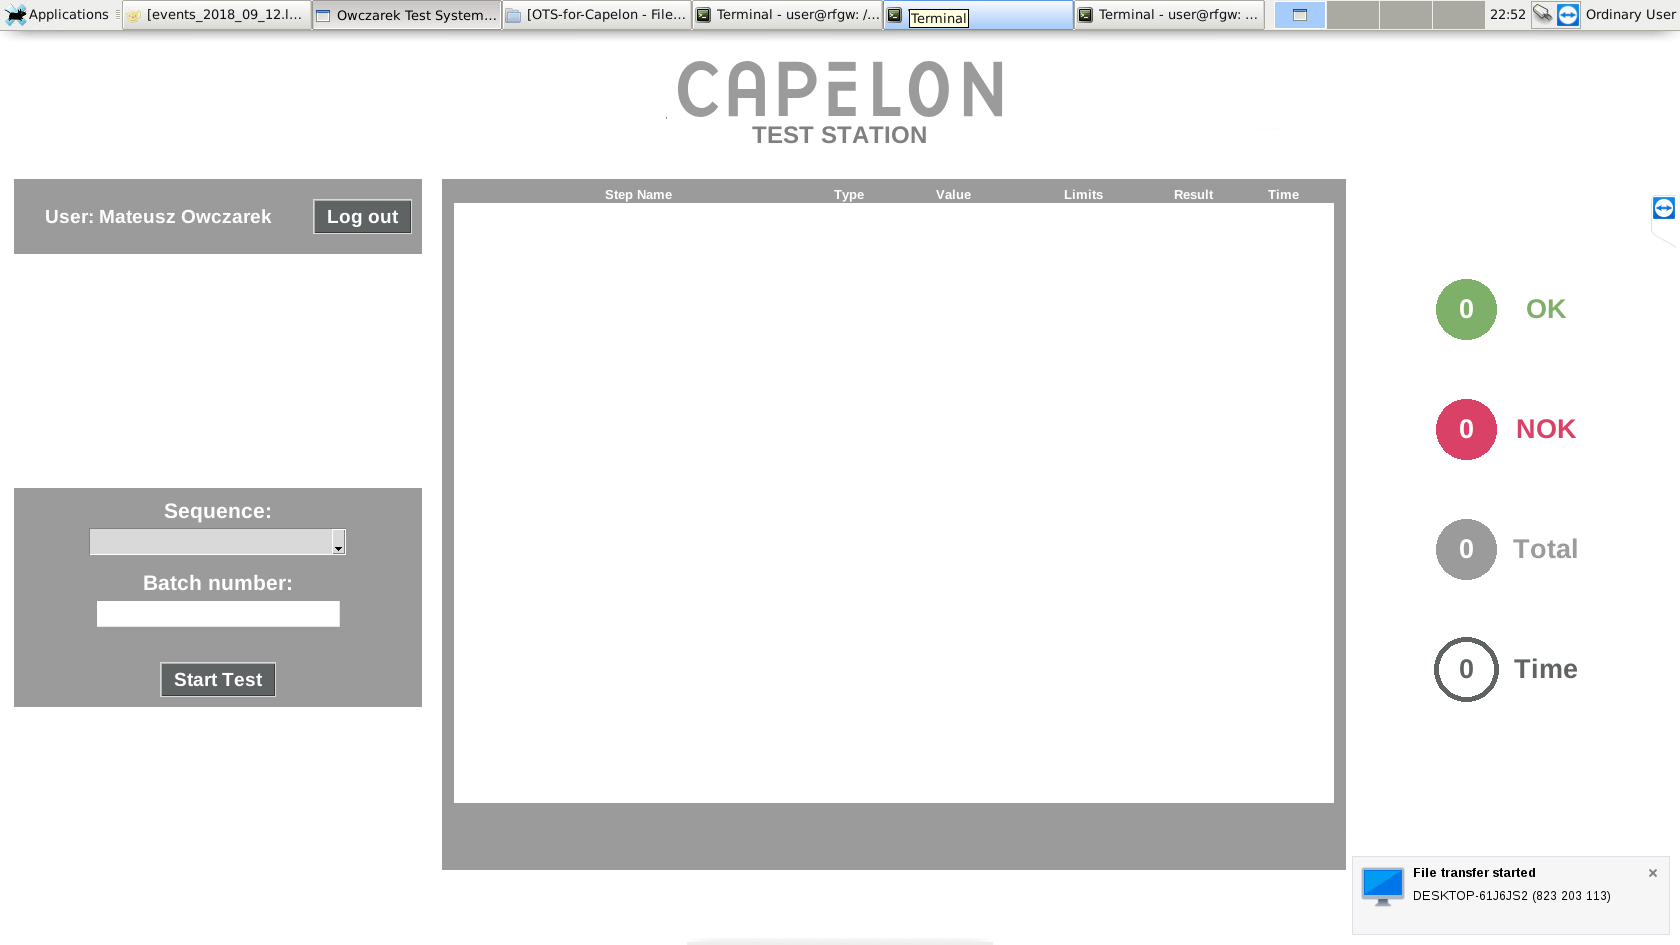 Applications
[events_2018_09_12.l...
Owczarek Test System...
[OTS-for-Capelon - File...
Terminal - user@rfgw: /...
Terminal
Terminal - user@rfgw: ...
22:52
Ordinary User
CAPELON
TEST STATION
User: Mateusz Owczarek
Log out
Step Name Type Value Limits Result Time
0 OK
0 NOK
Sequence:
Batch number:
Start Test
0 Total
0 Time
File transfer started
DESKTOP-61J6JS2 (823 203 113)